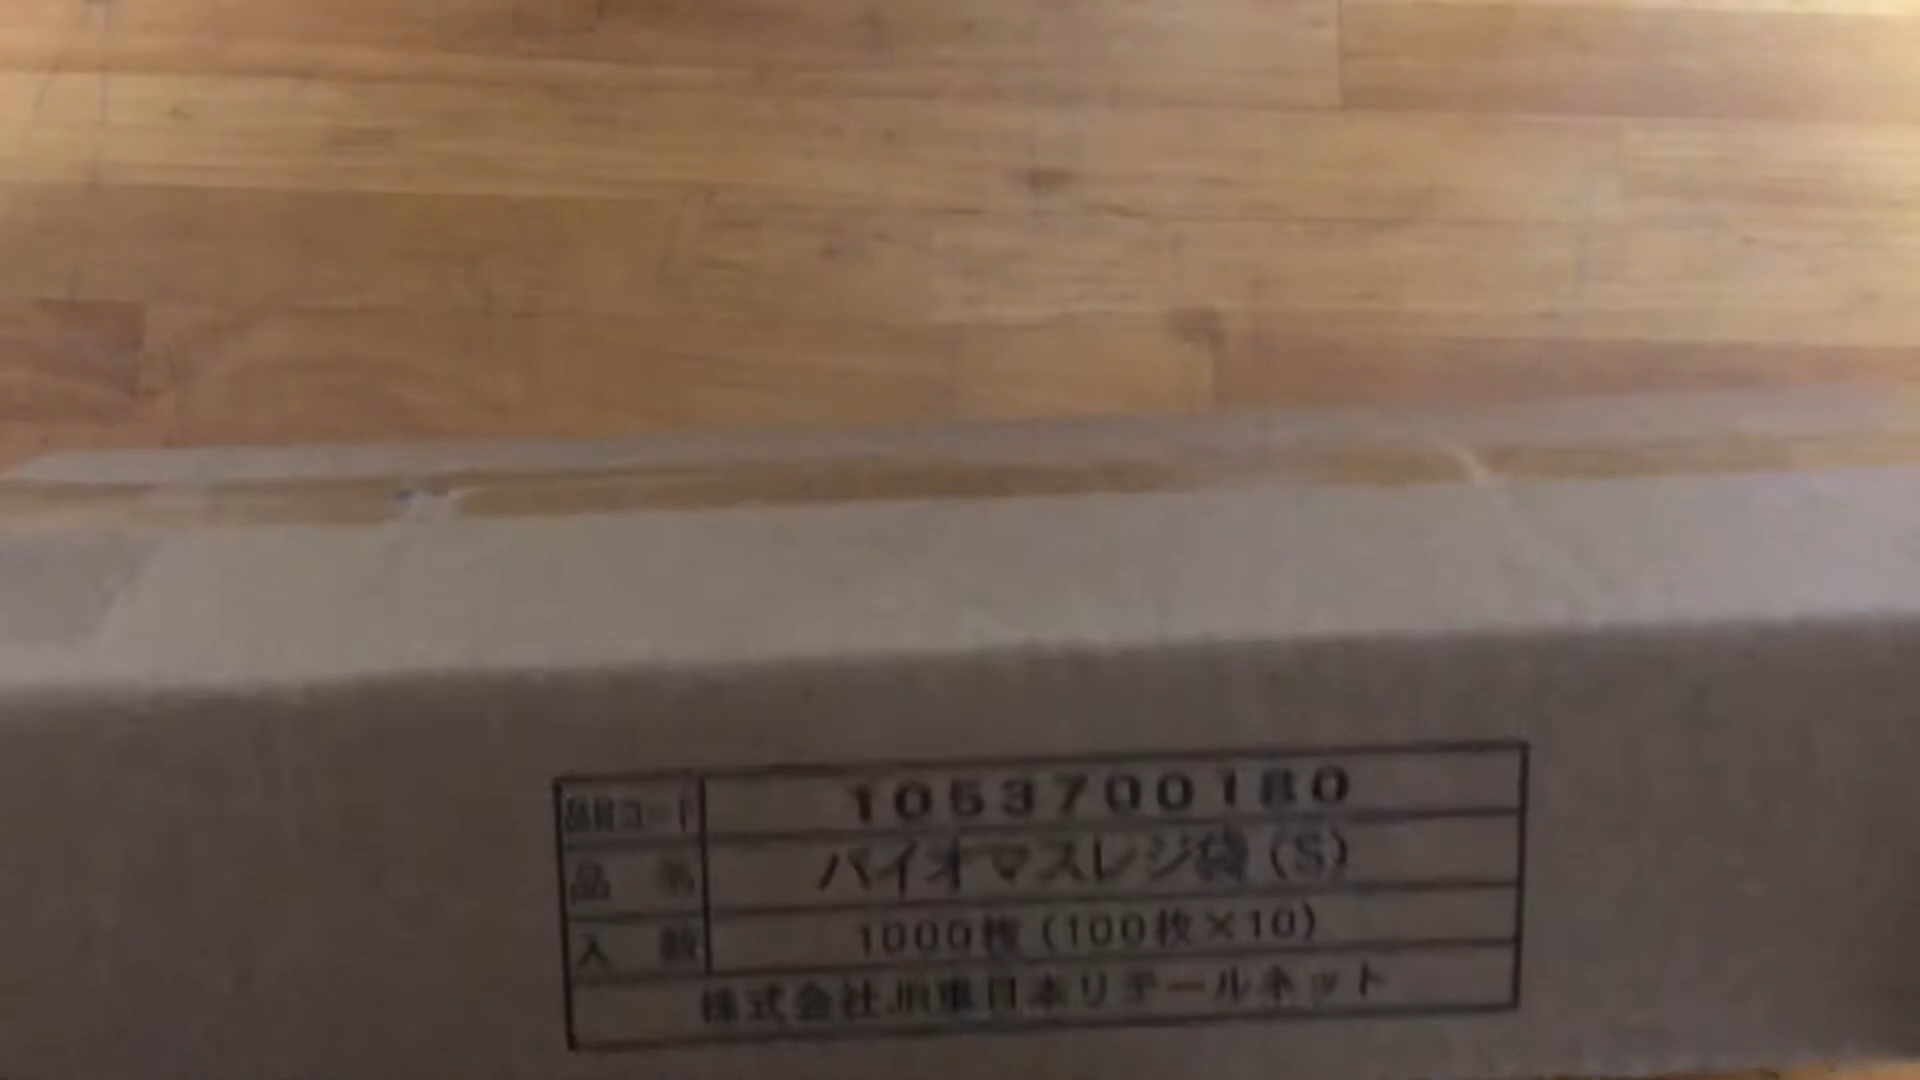 品目コード 1053700180
品名 バイオマスレジ袋(S)
入数 1000枚(100枚×10)
株式会社JR東日本リテールネット